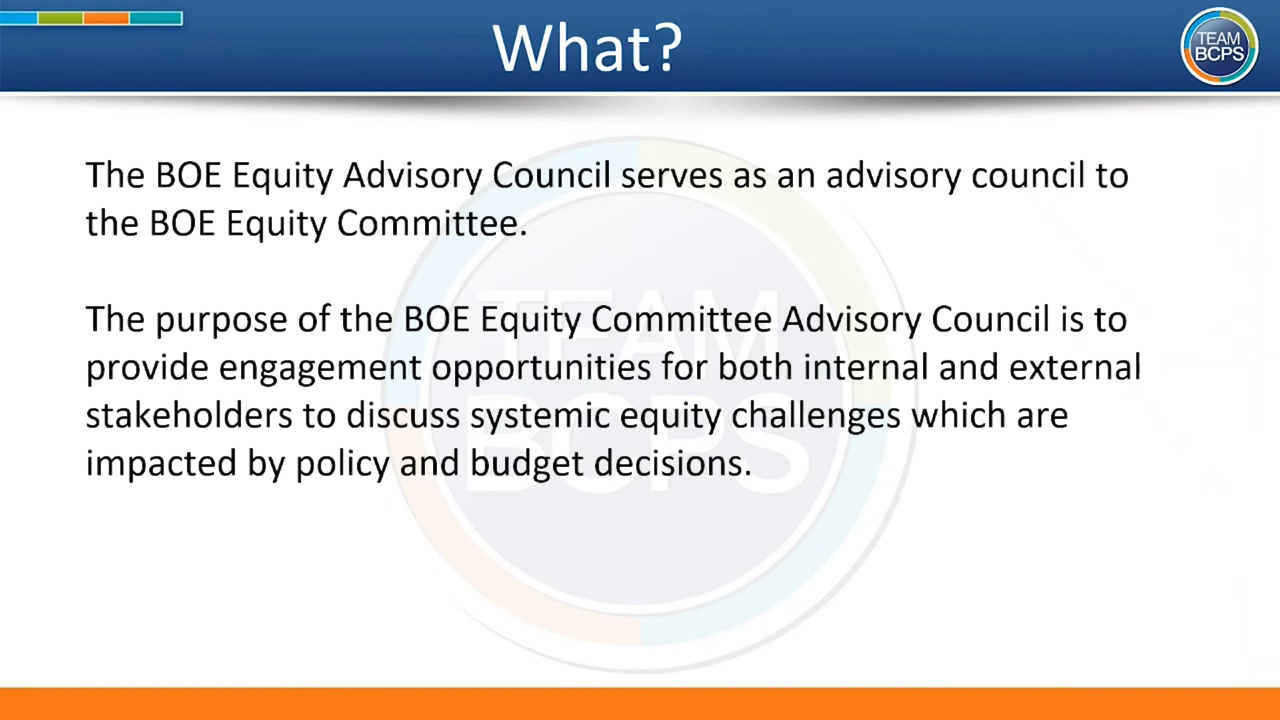 What?
TEAM
BCPS
The BOE Equity Advisory Council serves as an advisory council to
the BOE Equity Committee.
The purpose of the BOE Equity Committee Advisory Council is to
provide engagement opportunities for both internal and external
stakeholders to discuss systemic equity challenges which are
impacted by policy and budget decisions.
TEAM
BCPS